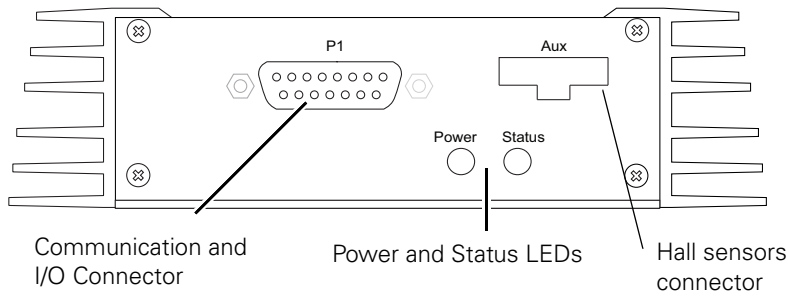 P1
Aux
Power
Status
Communication and
I/O Connector
Power and Status LEDs
Hall sensors
connector